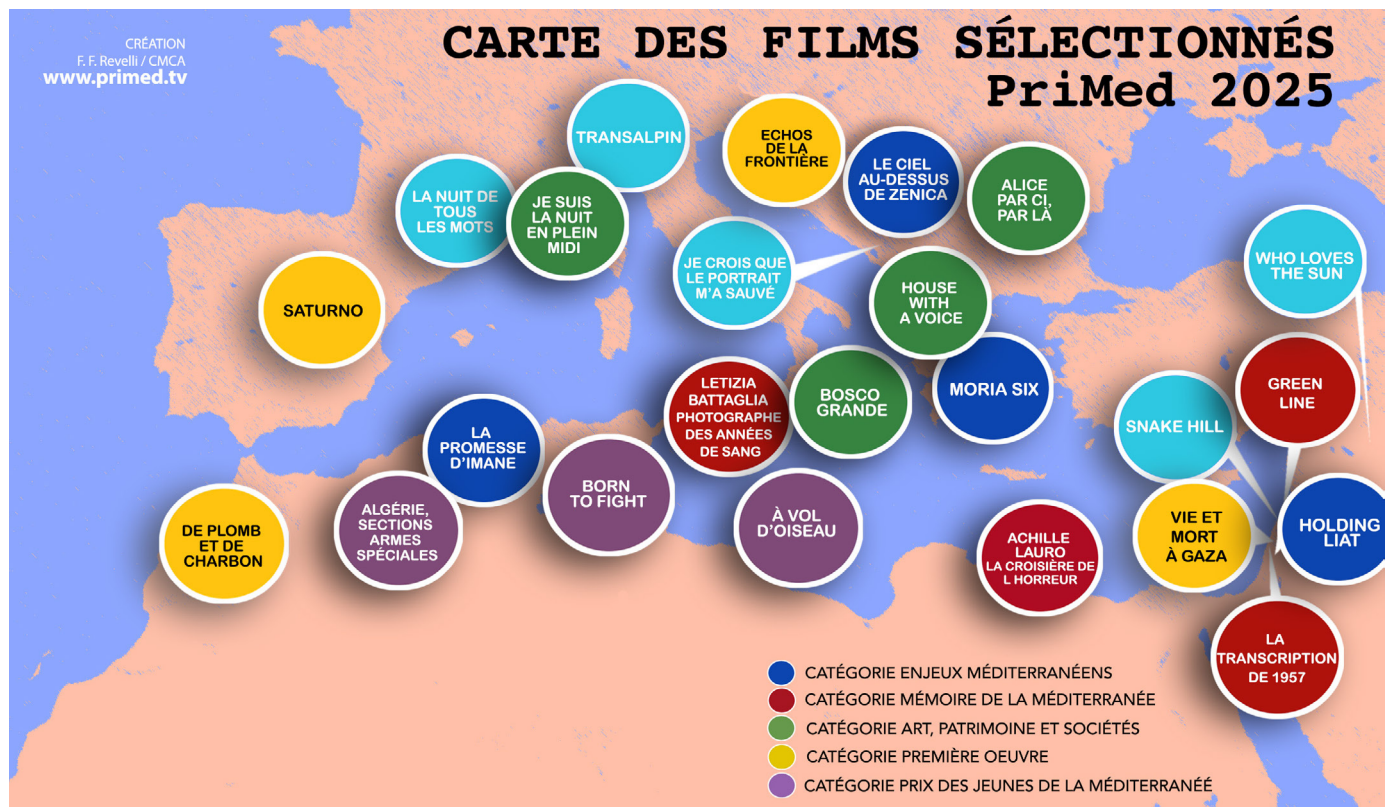 CRÉATION
F. F. Revelli / CMCA
www.primed.tv
CARTE DES FILMS SÉLECTIONNÉS
PriMed 2025
TRANSALPIN
ECHOS
DE LA
FRONTIÈRE
LE CIEL
AU-DESSUS
DE ZENICA
ALICE
PAR CI,
PAR LÀ
LA NUIT DE
TOUS
LES MOTS
JE SUIS
LA NUIT
EN PLEIN
MIDI
JE CROIS QUE
LE PORTRAIT
M'A SAUVÉ
WHO LOVES
THE SUN
SATURNO
HOUSE
WITH
A VOICE
LETIZIA
BATTAGLIA
PHOTOGRAPHE
DES ANNÉES
DE SANG
BOSCO
GRANDE
MORIA SIX
GREEN
LINE
SNAKE HILL
LA
PROMESSE
D'IMANE
BORN
TO FIGHT
À VOL
D'OISEAU
DE PLOMB
ET DE
CHARBON
ALGÉRIE,
SECTIONS
ARMES
SPÉCIALES
ACHILLE
LAURO
LA CROISIÈRE DE
L HORREUR
VIE ET
MORT
À GAZA
HOLDING
LIAT
LA
TRANSCRIPTION
DE 1957
CATÉGORIE ENJEUX MÉDITERRANÉENS
CATÉGORIE MÉMOIRE DE LA MÉDITERRANÉE
CATÉGORIE ART, PATRIMOINE ET SOCIÉTÉS
CATÉGORIE PREMIÈRE OEUVRE
CATÉGORIE PRIX DES JEUNES DE LA MÉDITERRANÉÉ